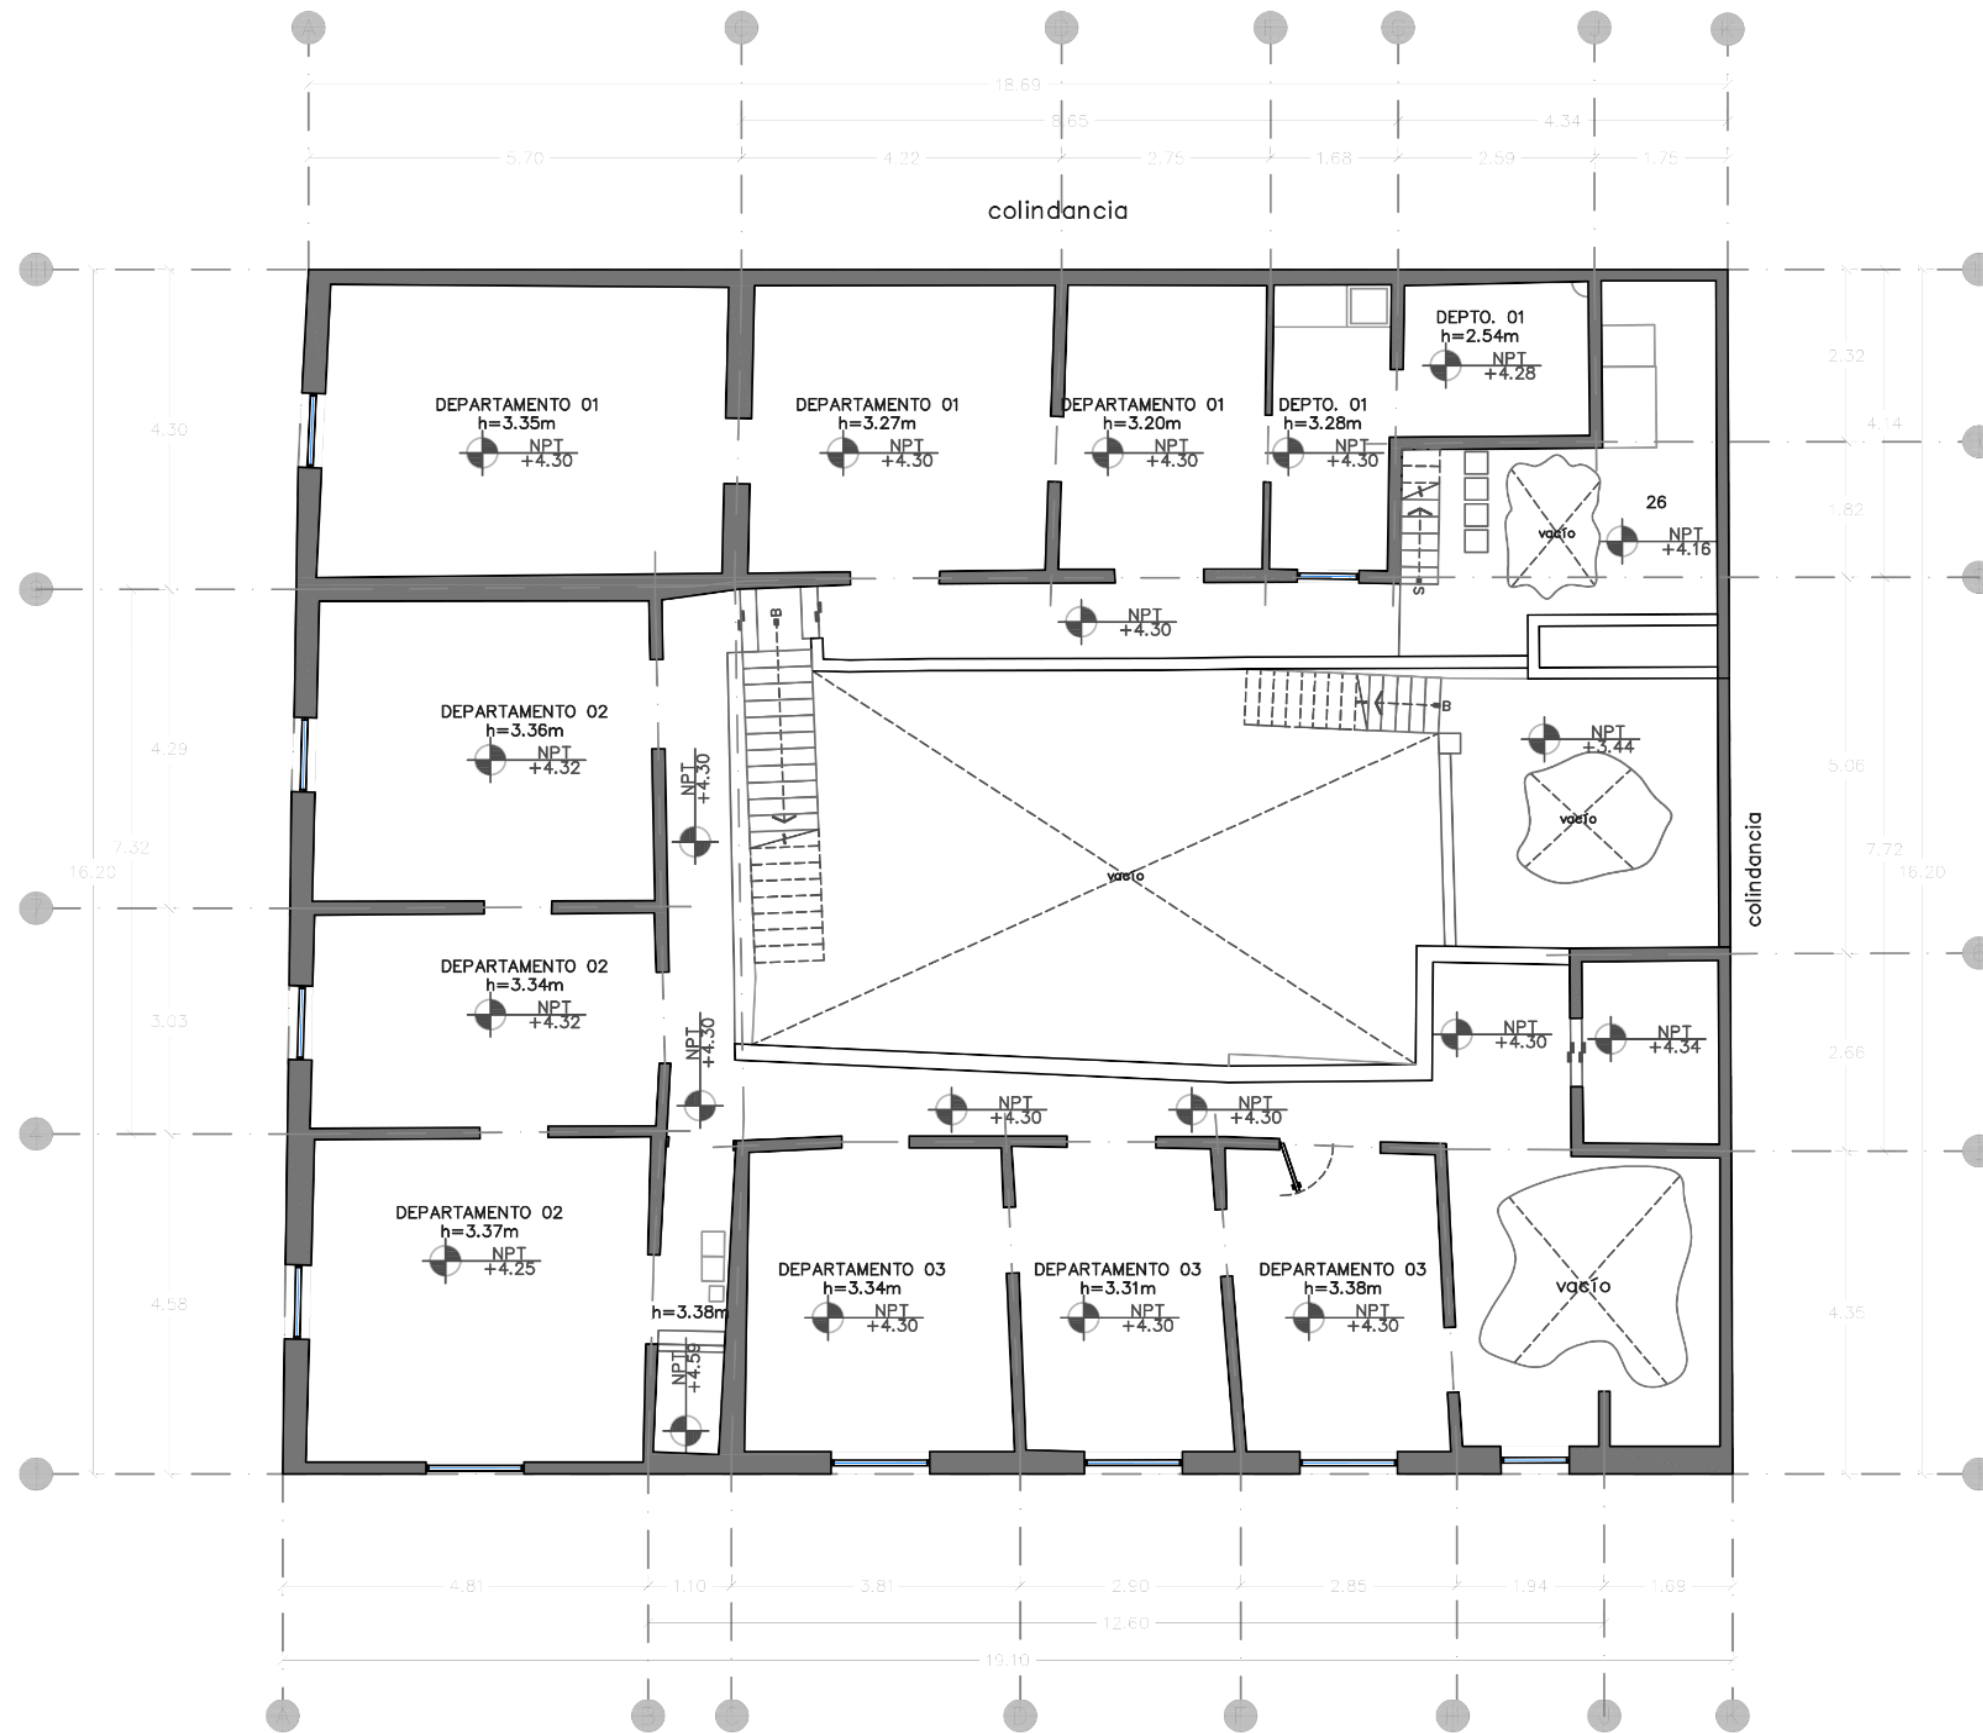 A
C
D
F
G
J
K
18.69
8.65
4.34
5.70
4.22
2.75
1.68
2.59
1.75
colindancia
11
2.32
DEPTO. 01
h=2.54m
NPT
+4.28
4.30
4.14
DEPARTAMENTO 01
h=3.35m
NPT
+4.30
DEPARTAMENTO 01
h=3.27m
NPT
+4.30
DEPARTAMENTO 01
h=3.20m
NPT
+4.30
DEPTO. 01
h=3.28m
NPT
+4.30
1.82
26
vacío
NPT
+4.16
S
B
NPT
+4.30
DEPARTAMENTO 02
h=3.36m
NPT
+4.32
4.29
NPT
+4.30
B
NPT
+3.44
5.06
vacío
colindancia
7.32
16.20
7.72
16.20
vacío
7
DEPARTAMENTO 02
h=3.34m
NPT
+4.32
3.03
NPT
+4.30
NPT
+4.30
NPT
+4.34
2.66
NPT
+4.30
NPT
+4.30
4
DEPARTAMENTO 02
h=3.37m
NPT
+4.25
4.58
h=3.38m
NPT
+4.59
DEPARTAMENTO 03
h=3.34m
NPT
+4.30
DEPARTAMENTO 03
h=3.31m
NPT
+4.30
DEPARTAMENTO 03
h=3.38m
NPT
+4.30
vacío
4.35
4.81
1.10
3.81
2.90
2.85
1.94
1.69
12.60
19.10
A
B
C
D
F
H
J
K